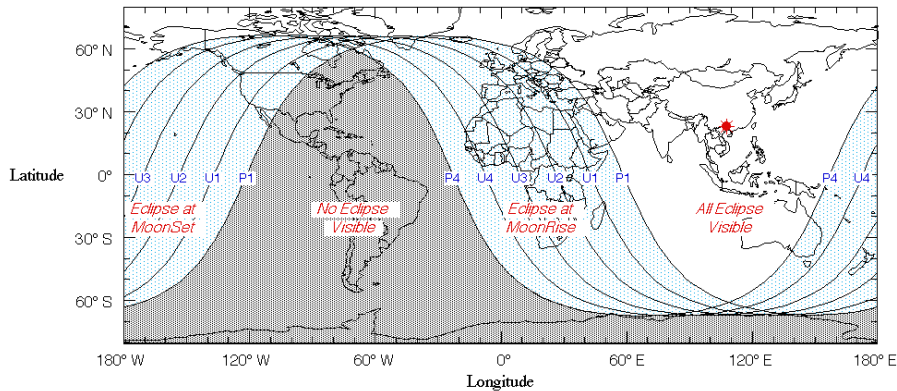 60° N
30° N
Latitude
0°
U3 U2 U1 P1 P4 U4 U3 U2 U1 P1 P4 U4
Eclipse at MoonSet
No Eclipse Visible
Eclipse at MoonRise
All Eclipse Visible
30° S
60° S
180° W 120° W 60° W 0° 60° E 120° E 180° E
Longitude